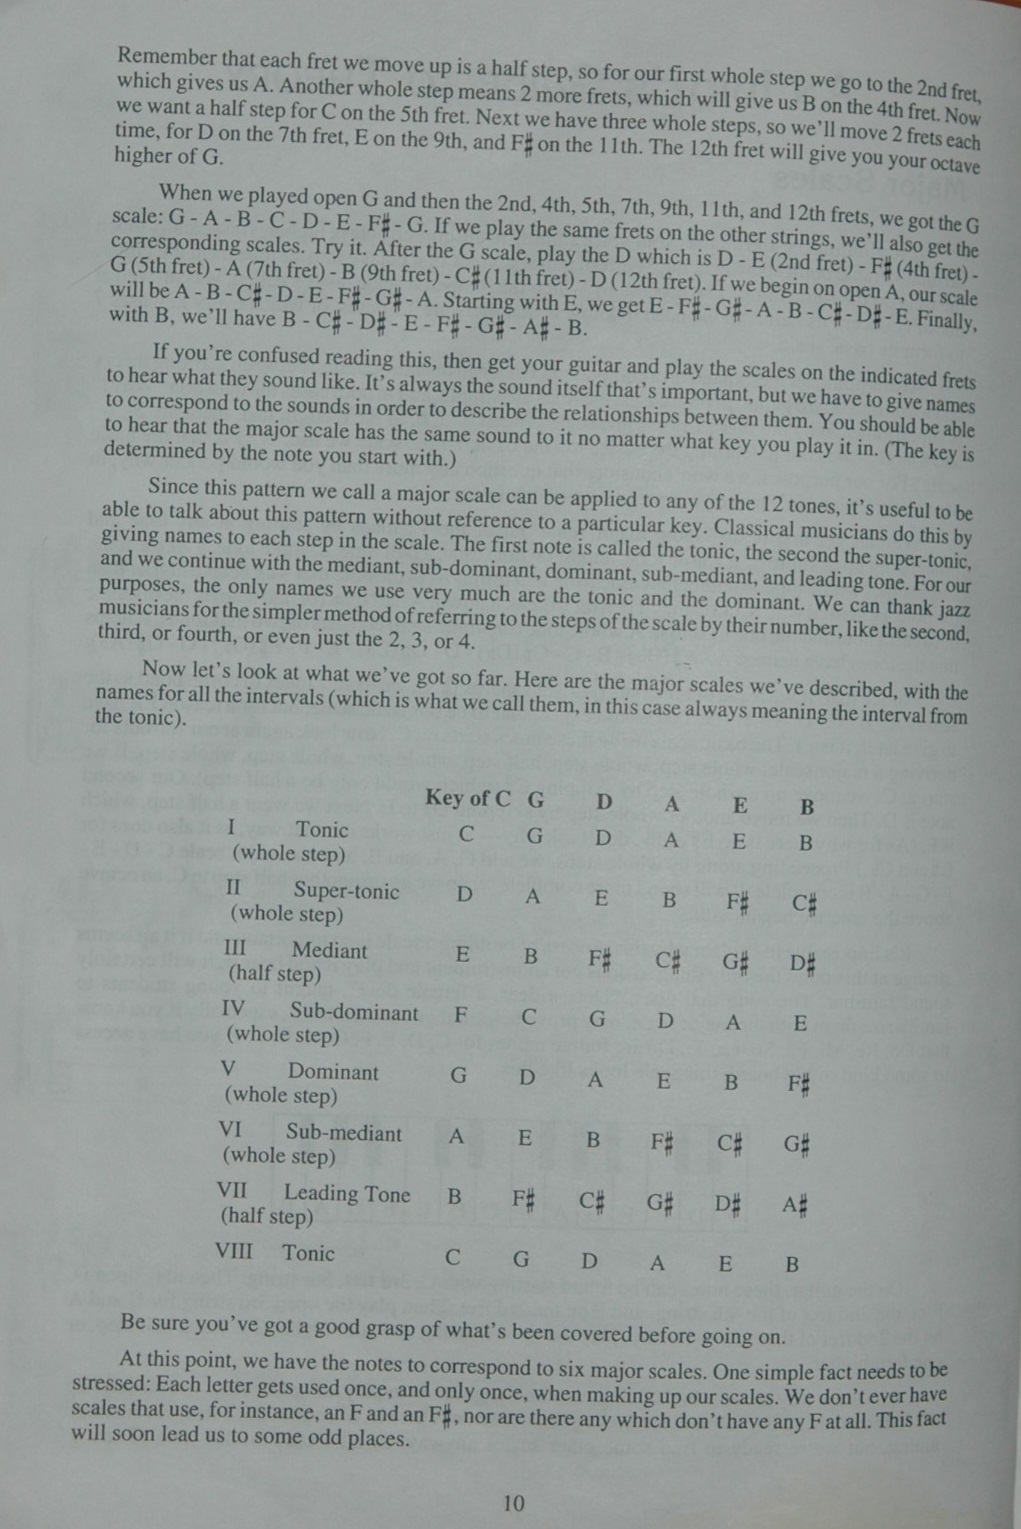 Remember that each fret we move up is a half step, so for our first whole step we go to the 2nd fret,
which gives us A. Another whole step means 2 more frets, which will give us B on the 4th fret. Now
we want a half step for C on the 5th fret. Next we have three whole steps, so we'll move 2 frets each
time, for D on the 7th fret, E on the 9th, and F♯ on the 11th. The 12th fret will give you your octave
higher of G.
When we played open G and then the 2nd, 4th, 5th, 7th, 9th, 11th, and 12th frets, we got the G
scale: G - A - B - C - D - E - F♯ - G. If we play the same frets on the other strings, we'll also get the
corresponding scales. Try it. After the G scale, play the D which is D - E (2nd fret) - F♯ (4th fret) -
G (5th fret) - A (7th fret) - B (9th fret) - C♯ (11th fret) - D (12th fret). If we begin on open A, our scale
will be A - B - C♯ - D - E - F♯ - G♯ - A. Starting with E, we get E - F♯ - G♯ - A - B - C♯ - D♯ - E. Finally,
with B, we'll have B - C♯ - D♯ - E - F♯ - G♯ - A♯ - B.
If you're confused reading this, then get your guitar and play the scales on the indicated frets
to hear what they sound like. It's always the sound itself that's important, but we have to give names
to correspond to the sounds in order to describe the relationships between them. You should be able
to hear that the major scale has the same sound to it no matter what key you play it in. (The key is
determined by the note you start with.)
Since this pattern we call a major scale can be applied to any of the 12 tones, it's useful to be
able to talk about this pattern without reference to a particular key. Classical musicians do this by
giving names to each step in the scale. The first note is called the tonic, the second the super-tonic,
and we continue with the mediant, sub-dominant, dominant, sub-mediant, and leading tone. For our
purposes, the only names we use very much are the tonic and the dominant. We can thank jazz
musicians for the simpler method of referring to the steps of the scale by their number, like the second,
third, or fourth, or even just the 2, 3, or 4.
Now let's look at what we've got so far. Here are the major scales we've described, with the
names for all the intervals (which is what we call them, in this case always meaning the interval from
the tonic).
Key of C G D A E B
I Tonic C G D A E B
(whole step)
II Super-tonic D A E B F♯ C♯
(whole step)
III Mediant E B F♯ C♯ G♯ D♯
(half step)
IV Sub-dominant F C G D A E
(whole step)
V Dominant G D A E B F♯
(whole step)
VI Sub-mediant A E B F♯ C♯ G♯
(whole step)
VII Leading Tone B F♯ C♯ G♯ D♯ A♯
(half step)
VIII Tonic C G D A E B
Be sure you've got a good grasp of what's been covered before going on.
At this point, we have the notes to correspond to six major scales. One simple fact needs to be
stressed: Each letter gets used once, and only once, when making up our scales. We don't ever have
scales that use, for instance, an F and an F♯, nor are there any which don't have any F at all. This fact
will soon lead us to some odd places.
10